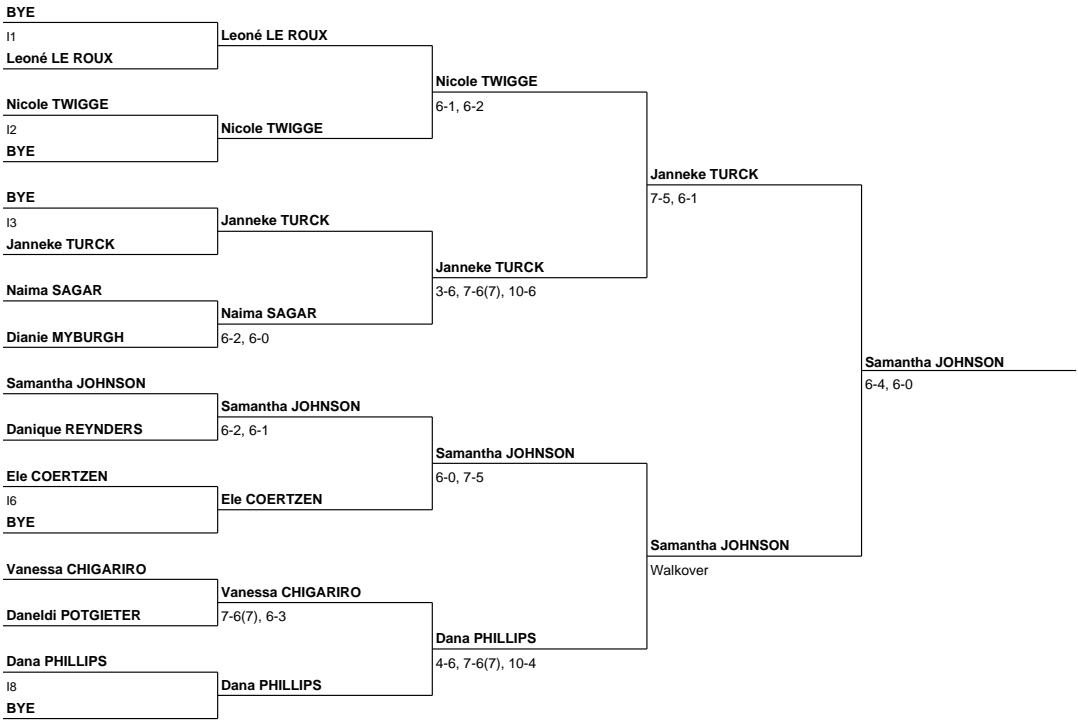 BYE
I1
Leoné LE ROUX
Nicole TWIGGE
I2
BYE
BYE
I3
Janneke TURCK
Naima SAGAR
Dianie MYBURGH
Samantha JOHNSON
Danique REYNDERS
Ele COERTZEN
I6
BYE
Vanessa CHIGARIRO
Daneldi POTGIETER
Dana PHILLIPS
I8
BYE
Leoné LE ROUX
Nicole TWIGGE
Janneke TURCK
Naima SAGAR
6-2, 6-0
Samantha JOHNSON
6-2, 6-1
Ele COERTZEN
Vanessa CHIGARIRO
7-6(7), 6-3
Dana PHILLIPS
Nicole TWIGGE
6-1, 6-2
Janneke TURCK
3-6, 7-6(7), 10-6
Samantha JOHNSON
6-0, 7-5
Dana PHILLIPS
4-6, 7-6(7), 10-4
Janneke TURCK
7-5, 6-1
Samantha JOHNSON
Walkover
Samantha JOHNSON
6-4, 6-0